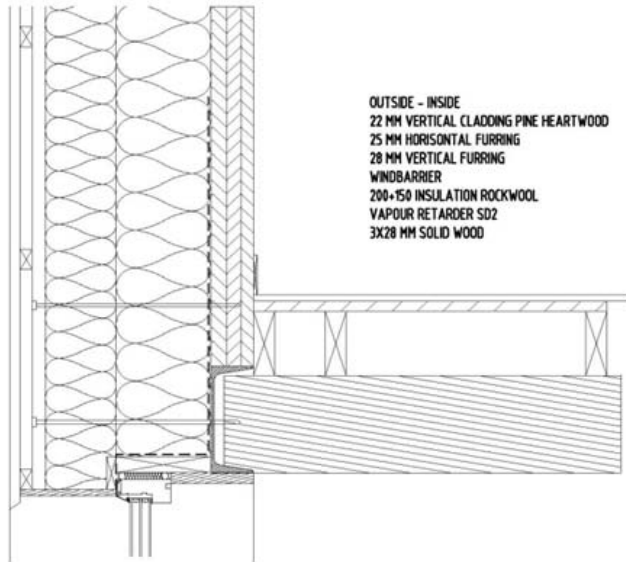 OUTSIDE - INSIDE
22 MM VERTICAL CLADDING PINE HEARTWOOD
25 MM HORISONTAL FURRING
28 MM VERTICAL FURRING
WINDBARRIER
200+150 INSULATION ROCKWOOL
VAPOUR RETARDER SD2
3X28 MM SOLID WOOD